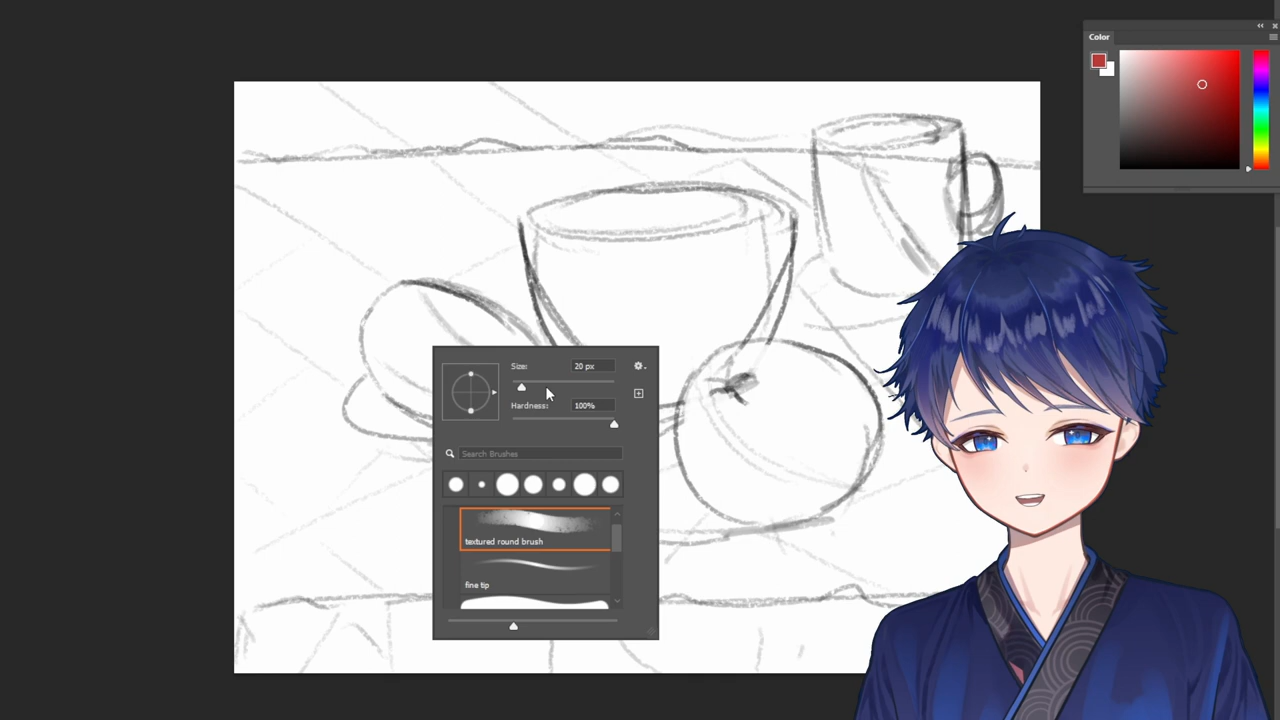 Color
Size:
20 px
Hardness:
100%
Search Brushes
textured round brush
fine tip